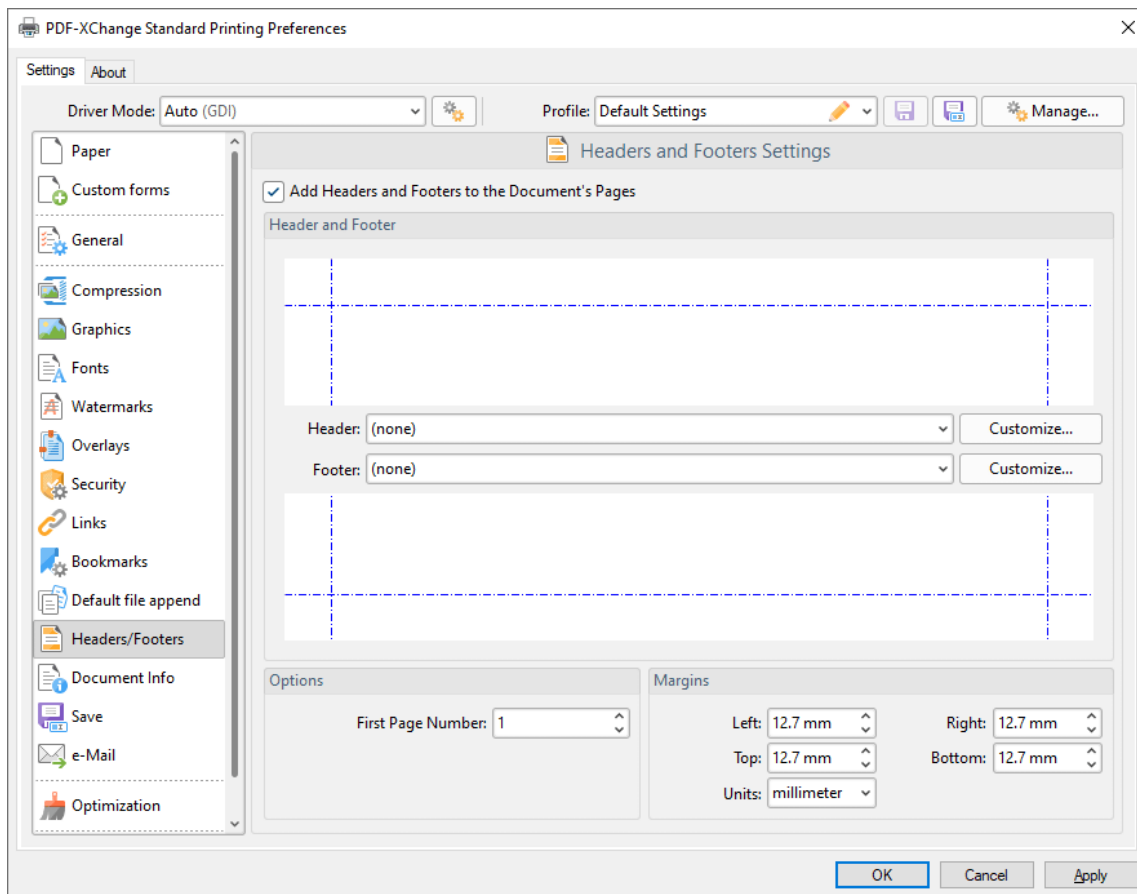 PDF-XChange Standard Printing Preferences
Settings About
Driver Mode: Auto (GDI) Profile: Default Settings Manage...
Paper
Custom forms
General
Compression
Graphics
Fonts
Watermarks
Overlays
Security
Links
Bookmarks
Default file append
Headers/Footers
Document Info
Save
e-Mail
Optimization
Headers and Footers Settings
Add Headers and Footers to the Document's Pages
Header and Footer
Header: (none) Customize...
Footer: (none) Customize...
Options
First Page Number: 1
Margins
Left: 12.7 mm Right: 12.7 mm
Top: 12.7 mm Bottom: 12.7 mm
Units: millimeter
OK Cancel Apply